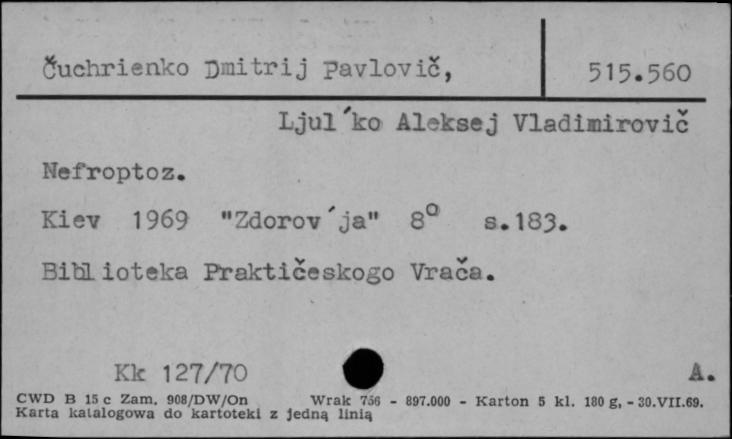 Čuchrienko Dmitrij Pavlovič, 515.560
Ljul´ko Aleksej Vladimirovič
Nefroptoz.
Kiev 1969 "Zdorov´ja" 8° s.183.
Biblioteka Praktičeskogo Vrača.
Kk 127/70 A.
CWD B 15 c Zam. 908/DW/On Wrak 756 - 897.000 - Karton 5 kl. 180 g, - 30.VII.69.
Karta katalogowa do kartoteki z jedną linią